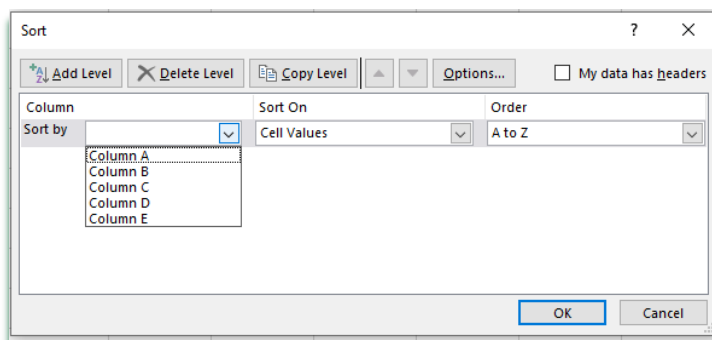 Sort ? X
Add Level Delete Level Copy Level Options... My data has headers
Column Sort On Order
Sort by Cell Values A to Z
Column A
Column B
Column C
Column D
Column E
OK Cancel